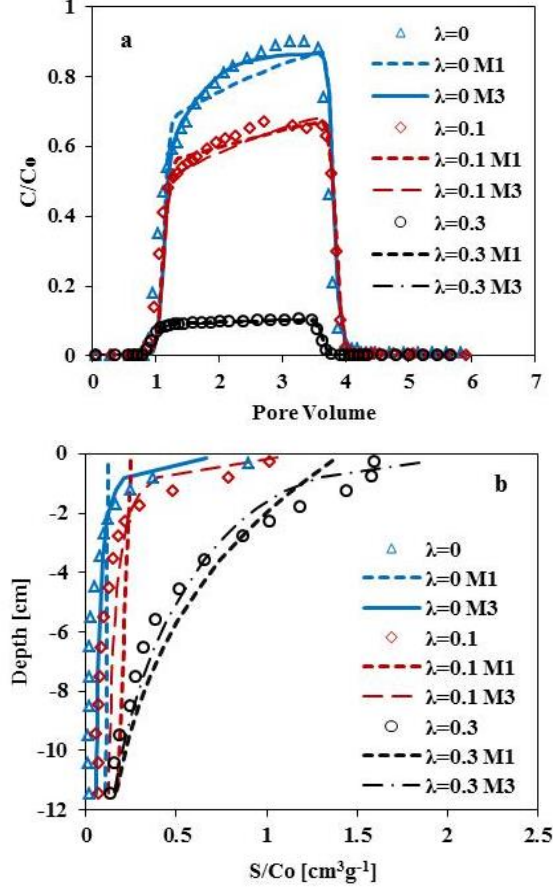 a
C/Co
1
0.8
0.6
0.4
0.2
0
0 1 2 3 4 5 6 7
Pore Volume
λ=0
λ=0 M1
λ=0 M3
λ=0.1
λ=0.1 M1
λ=0.1 M3
λ=0.3
λ=0.3 M1
λ=0.3 M3
b
Depth [cm]
0
-2
-4
-6
-8
-10
-12
0 0.5 1 1.5 2 2.5
S/Co [cm³g⁻¹]
λ=0
λ=0 M1
λ=0 M3
λ=0.1
λ=0.1 M1
λ=0.1 M3
λ=0.3
λ=0.3 M1
λ=0.3 M3